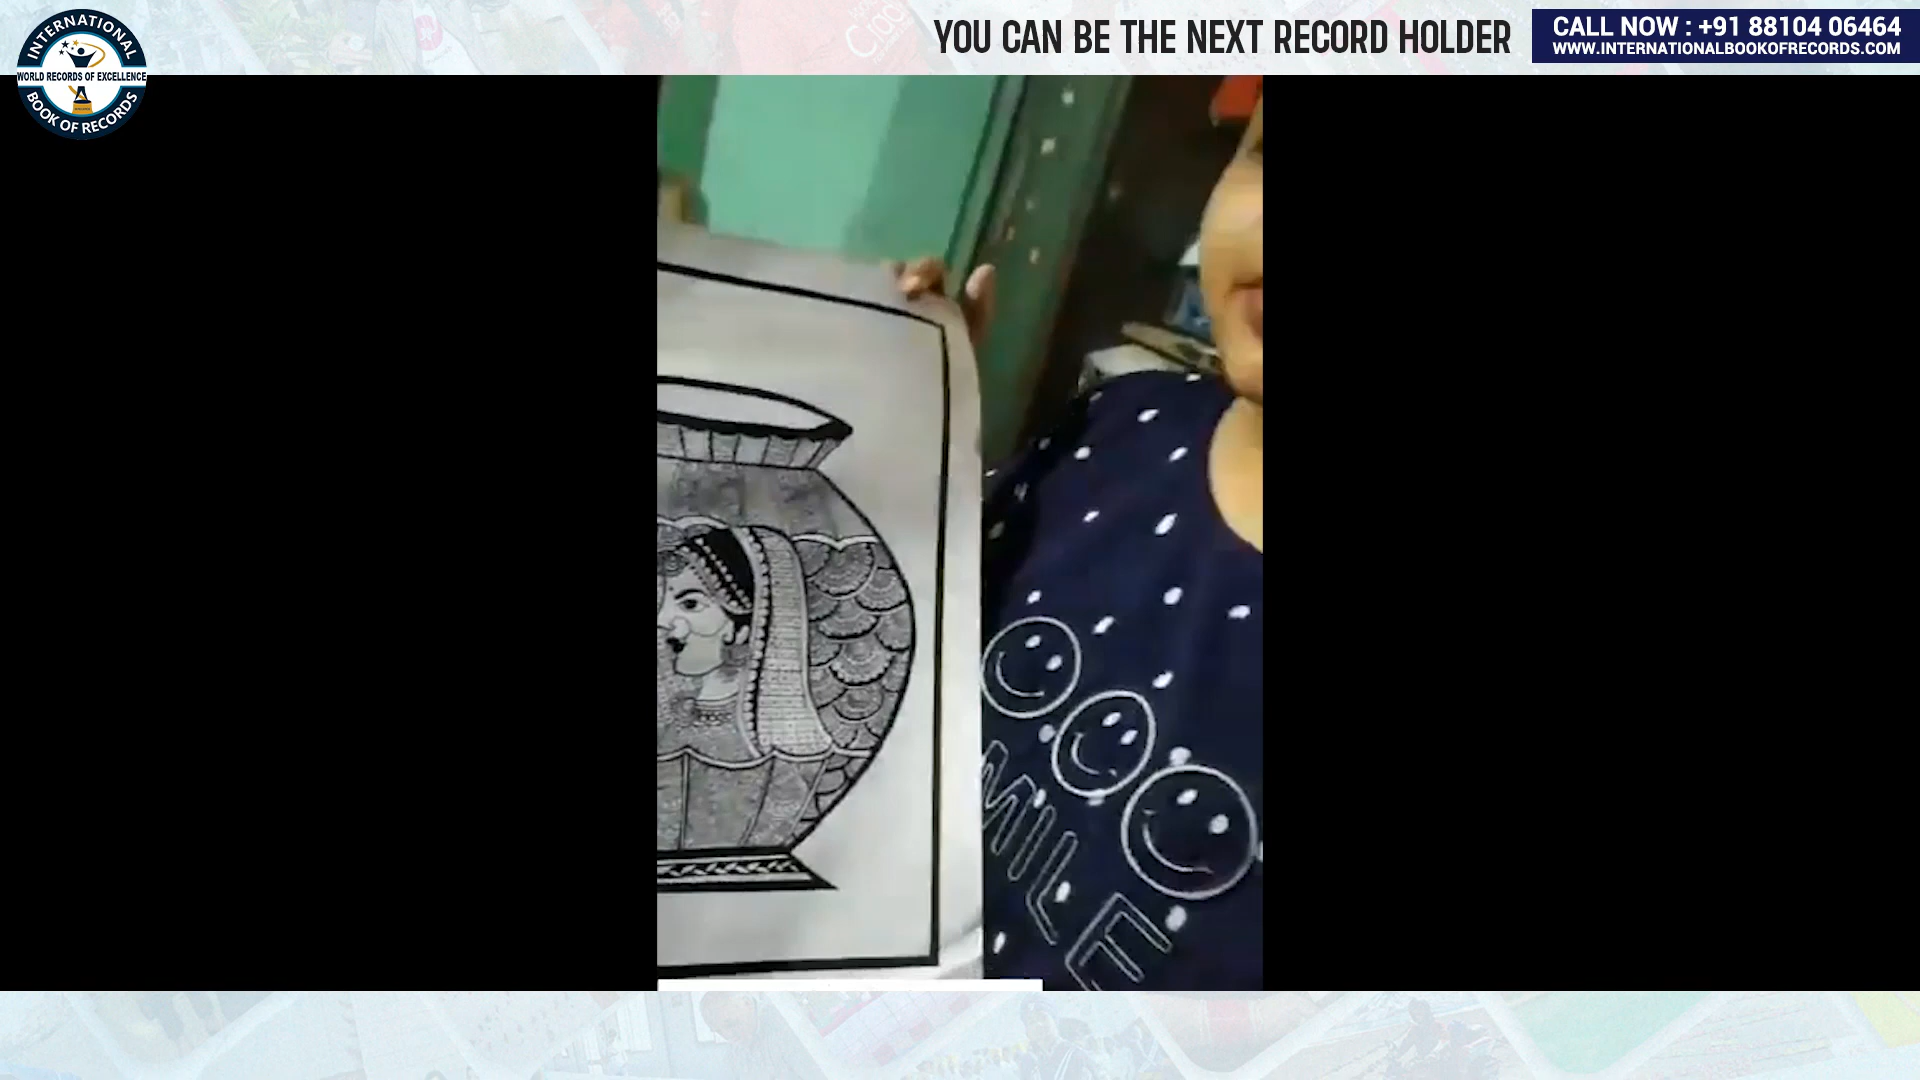 INTERNATIONAL
WORLD RECORDS OF EXCELLENCE
BOOK OF RECORDS
YOU CAN BE THE NEXT RECORD HOLDER
CALL NOW : +91 88104 06464
WWW.INTERNATIONALBOOKOFRECORDS.COM
MILE